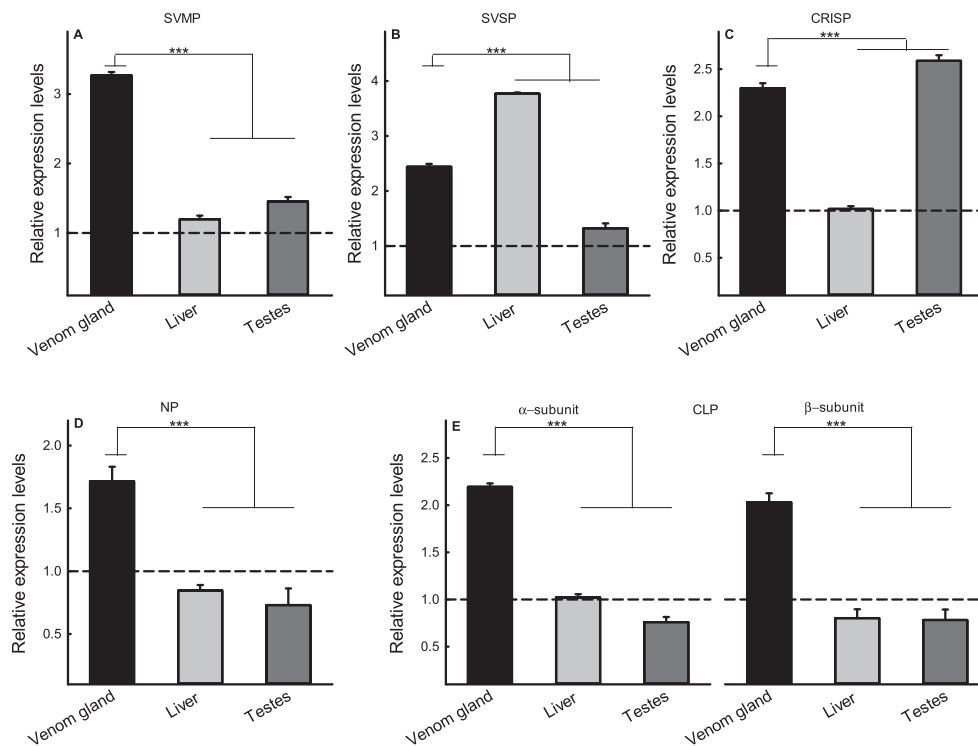 SVMP
A
***
Relative expression levels
3
2
1
Venom gland
Liver
Testes
SVSP
B
***
Relative expression levels
4
3
2
1
Venom gland
Liver
Testes
CRISP
C
***
Relative expression levels
2.5
2.0
1.5
1.0
0.5
Venom gland
Liver
Testes
NP
D
***
Relative expression levels
2.0
1.5
1.0
0.5
Venom gland
Liver
Testes
CLP
E
α−subunit
***
Relative expression levels
2.5
2.0
1.5
1.0
0.5
Venom gland
Liver
Testes
β−subunit
***
Venom gland
Liver
Testes